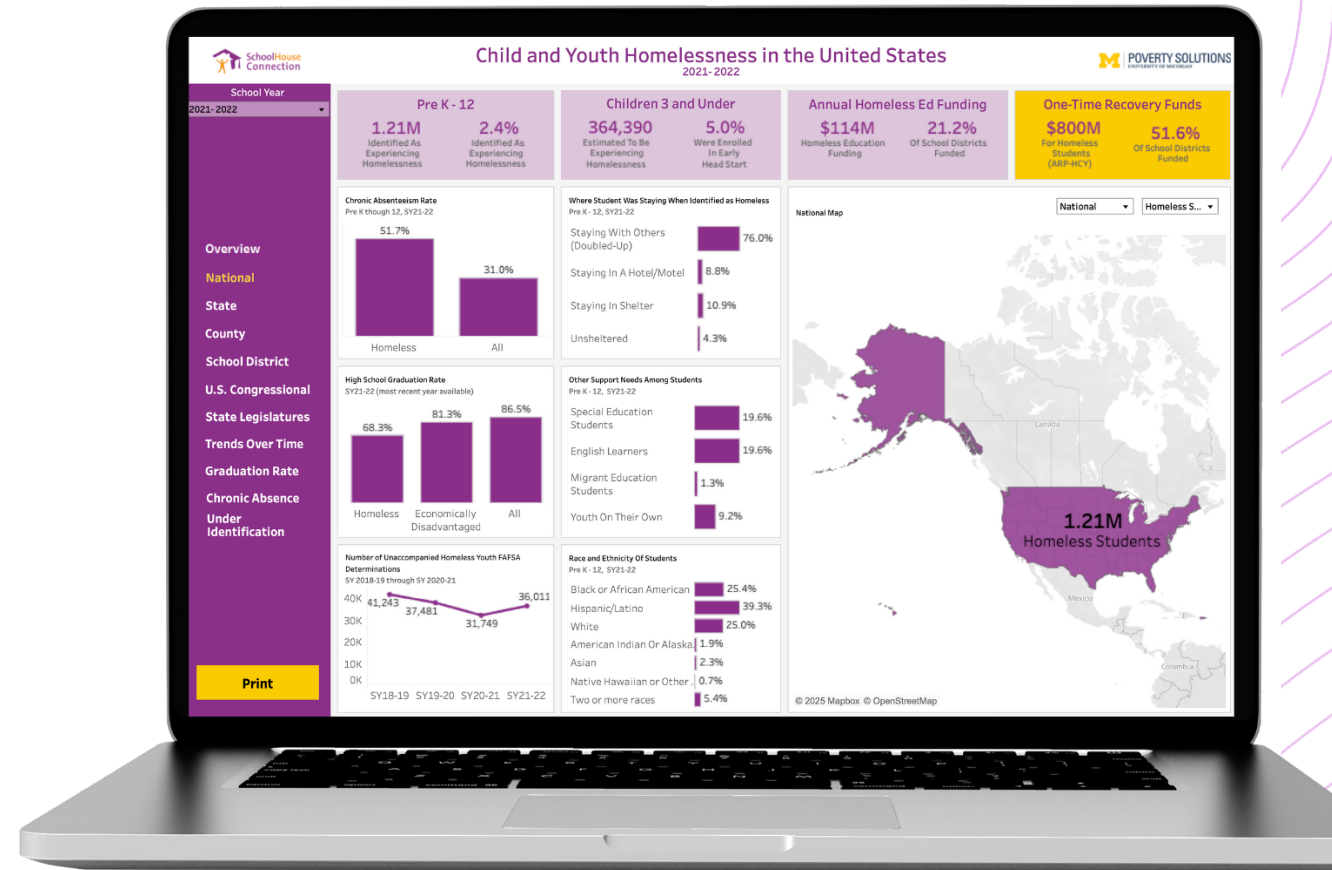 SchoolHouse
Connection
Child and Youth Homelessness in the United States
2021-2022
M
POVERTY SOLUTIONS
UNIVERSITY OF MICHIGAN
School Year
2021-2022
Overview
National
State
County
School District
U.S. Congressional
State Legislatures
Trends Over Time
Graduation Rate
Chronic Absence
Under
Identification
Print
Pre K - 12
1.21M
Identified As
Experiencing
Homelessness
2.4%
Identified As
Experiencing
Homelessness
Children 3 and Under
364,390
Estimated To Be
Experiencing
Homelessness
5.0%
Were Enrolled
In Early
Head Start
Annual Homeless Ed Funding
$114M
Homeless Education
Funding
21.2%
Of School Districts
Funded
One-Time Recovery Funds
$800M
For Homeless
Students
(ARP-HCY)
51.6%
Of School Districts
Funded
Chronic Absenteeism Rate
Pre K though 12, SY21-22
51.7%
31.0%
Homeless
All
High School Graduation Rate
SY21-22 (most recent year available)
68.3%
81.3%
86.5%
Homeless
Economically
Disadvantaged
All
Number of Unaccompanied Homeless Youth FAFSA
Determinations
SY 2018-19 through SY 2020-21
40K
30K
20K
10K
0K
41,243
37,481
31,749
36,011
SY18-19 SY19-20 SY20-21 SY21-22
Where Student Was Staying When Identified as Homeless
Pre K - 12, SY21-22
Staying With Others
(Doubled-Up)
76.0%
Staying In A Hotel/Motel
8.8%
Staying In Shelter
10.9%
Unsheltered
4.3%
Other Support Needs Among Students
Pre K - 12, SY21-22
Special Education
Students
19.6%
English Learners
19.6%
Migrant Education
Students
1.3%
Youth On Their Own
9.2%
Race and Ethnicity Of Students
Pre K - 12, SY21-22
Black or African American
25.4%
Hispanic/Latino
39.3%
White
25.0%
American Indian Or Alaska.
1.9%
Asian
2.3%
Native Hawaiian or Other .
0.7%
Two or more races
5.4%
National Map
National
Homeless S...
Canada
1.21M
Homeless Students
Mexico
Colombia
© 2025 Mapbox © OpenStreetMap